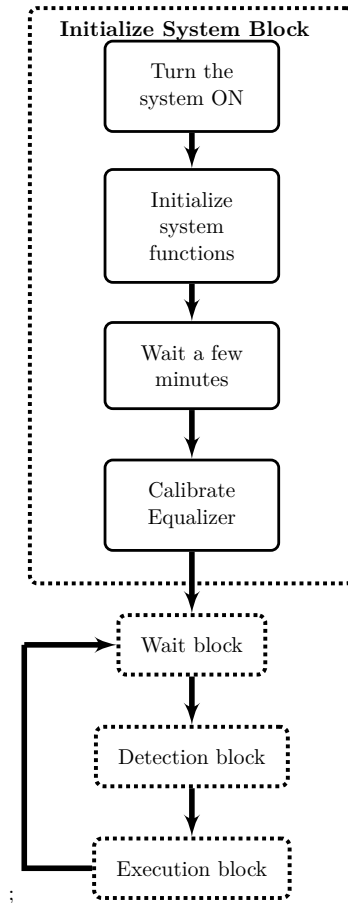 Initialize System Block
Turn the
system ON
Initialize
system
functions
Wait a few
minutes
Calibrate
Equalizer
Wait block
Detection block
Execution block
;